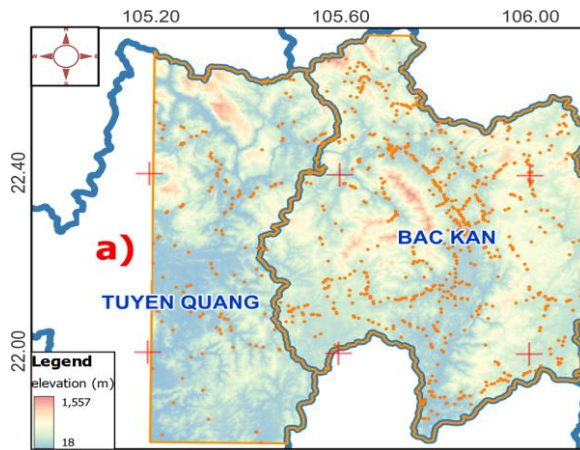 105.20 105.60 106.00
22.40
a)
BAC KAN
TUYEN QUANG
22.00
Legend
elevation (m)
1,557
18